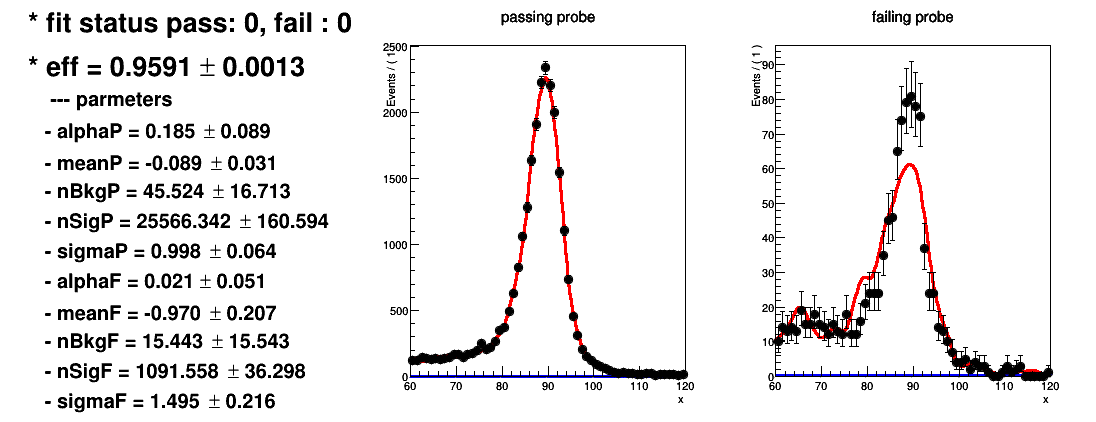 * fit status pass: 0, fail : 0
* eff = 0.9591 ± 0.0013
--- parmeters
- alphaP = 0.185 ± 0.089
- meanP = -0.089 ± 0.031
- nBkgP = 45.524 ± 16.713
- nSigP = 25566.342 ± 160.594
- sigmaP = 0.998 ± 0.064
- alphaF = 0.021 ± 0.051
- meanF = -0.970 ± 0.207
- nBkgF = 15.443 ± 15.543
- nSigF = 1091.558 ± 36.298
- sigmaF = 1.495 ± 0.216
passing probe
Events / ( 1 )
2500
2000
1500
1000
500
0
60 70 80 90 100 110 120
x
failing probe
Events / ( 1 )
90
80
70
60
50
40
30
20
10
0
60 70 80 90 100 110 120
x